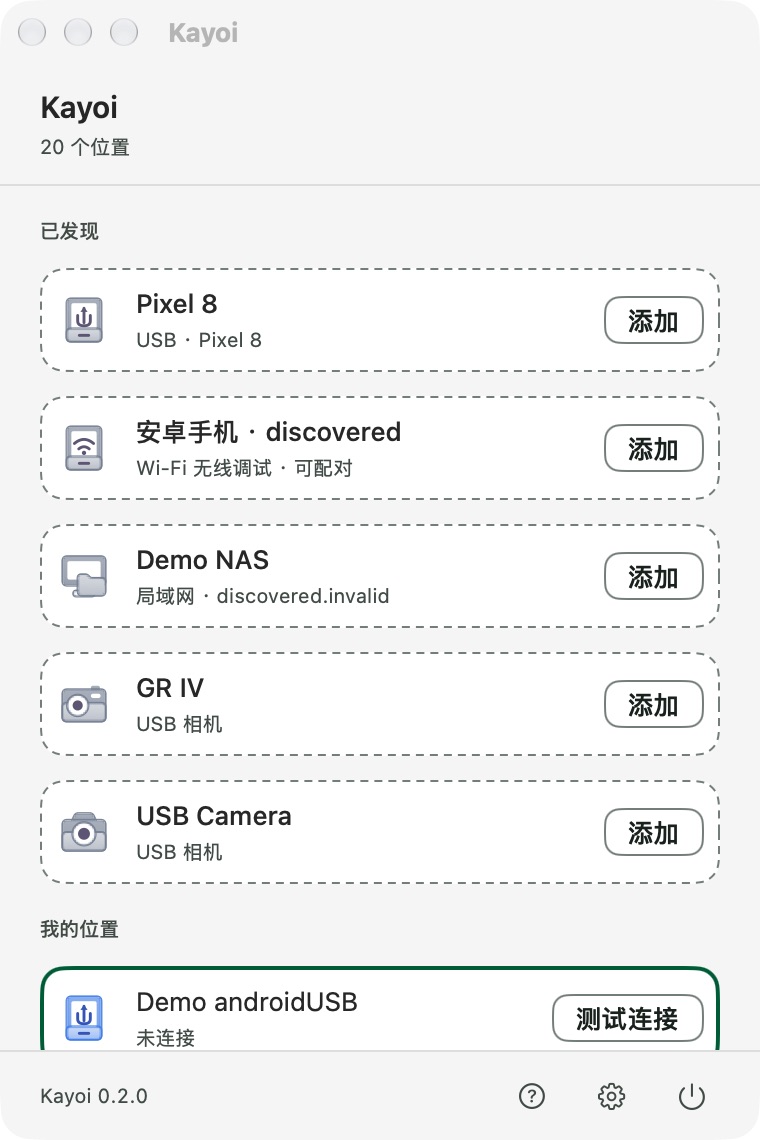 Kayoi
Kayoi
20 个位置
已发现
Pixel 8
USB · Pixel 8
添加
安卓手机 · discovered
Wi-Fi 无线调试 · 可配对
添加
Demo NAS
局域网 · discovered.invalid
添加
GR IV
USB 相机
添加
USB Camera
USB 相机
添加
我的位置
Demo androidUSB
未连接
测试连接
Kayoi 0.2.0